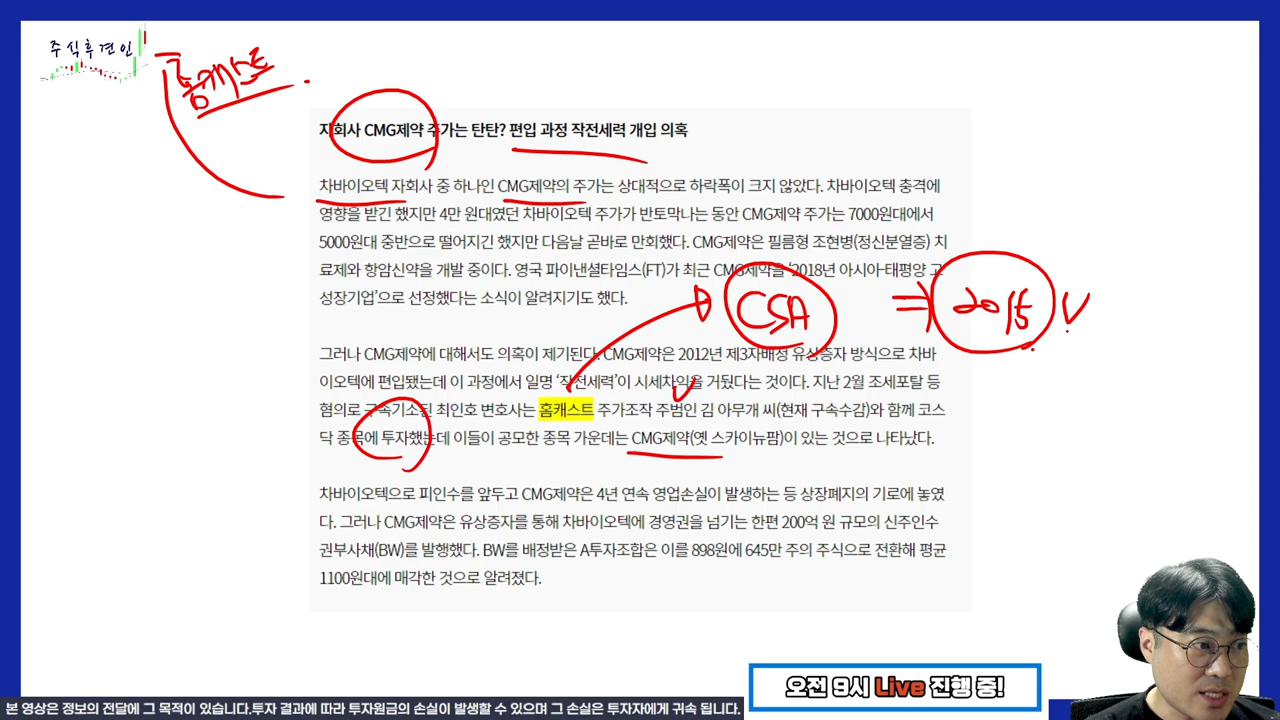 주식후견인
홈캐스트
자회사 CMG제약 주가는 탄탄? 편입 과정 작전세력 개입 의혹
차바이오텍 자회사 중 하나인 CMG제약의 주가는 상대적으로 하락폭이 크지 않았다. 차바이오텍 충격에
영향을 받긴 했지만 4만 원대였던 차바이오텍 주가가 반토막나는 동안 CMG제약 주가는 7000원대에서
5000원대 중반으로 떨어지긴 했지만 다음날 곧바로 만회했다. CMG제약은 필름형 조현병(정신분열증) 치
료제와 항암신약을 개발 중이다. 영국 파이낸셜타임스(FT)가 최근 CMG제약을 ‘2018년 아시아-태평양 고
성장기업’으로 선정했다는 소식이 알려지기도 했다.
CSA
⇒ 2015
그러나 CMG제약에 대해서도 의혹이 제기된다. CMG제약은 2012년 제3자배정 유상증자 방식으로 차바
이오텍에 편입됐는데 이 과정에서 일명 ‘작전세력’이 시세차익을 거뒀다는 것이다. 지난 2월 조세포탈 등
혐의로 구속기소된 최인호 변호사는 홈캐스트 주가조작 주범인 김 아무개 씨(현재 구속수감)와 함께 코스
닥 종목에 투자했는데 이들이 공모한 종목 가운데는 CMG제약(옛 스카이뉴팜)이 있는 것으로 나타났다.
차바이오텍으로 피인수를 앞두고 CMG제약은 4년 연속 영업손실이 발생하는 등 상장폐지의 기로에 놓였
다. 그러나 CMG제약은 유상증자를 통해 차바이오텍에 경영권을 넘기는 한편 200억 원 규모의 신주인수
권부사채(BW)를 발행했다. BW를 배정받은 A투자조합은 이를 898원에 645만 주의 주식으로 전환해 평균
1100원대에 매각한 것으로 알려졌다.
오전 9시 Live 진행 중!
본 영상은 정보의 전달에 그 목적이 있습니다.투자 결과에 따라 투자원금의 손실이 발생할 수 있으며 그 손실은 투자자에게 귀속 됩니다.